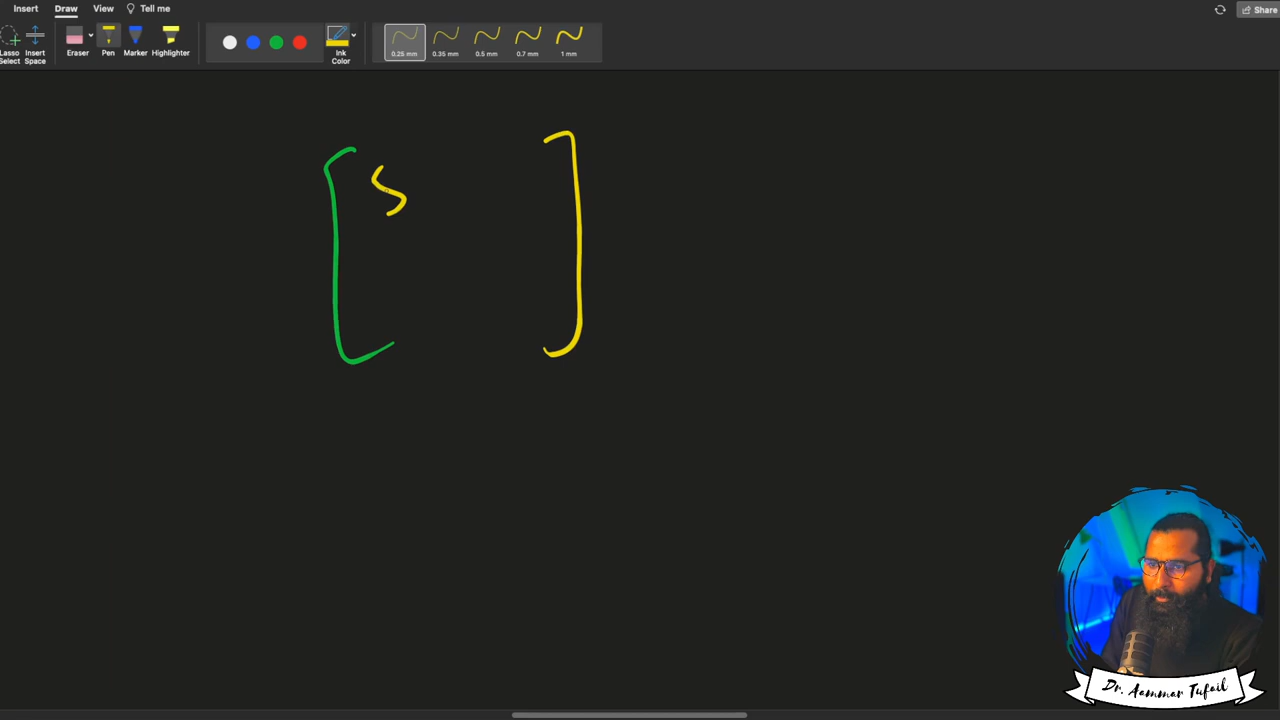 Insert Draw View Tell me Share
Lasso Select Insert Space Eraser Pen Marker Highlighter Ink Color 0.25 mm 0.35 mm 0.5 mm 0.7 mm 1 mm
[ ]
Dr. Aammar Tufail